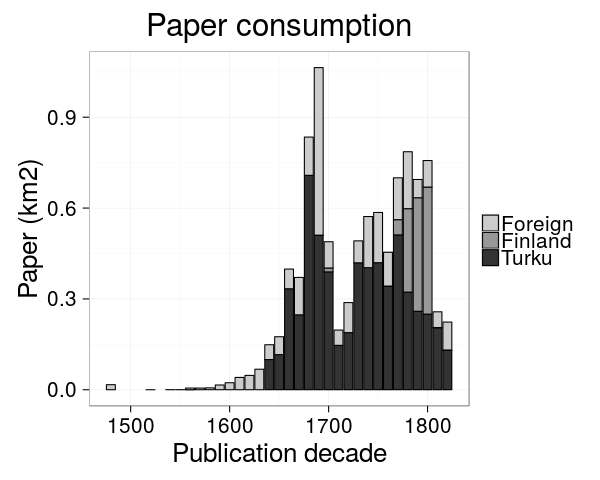 Paper consumption
Paper (km2)
0.9
0.6
0.3
0.0
1500 1600 1700 1800
Publication decade
Foreign
Finland
Turku